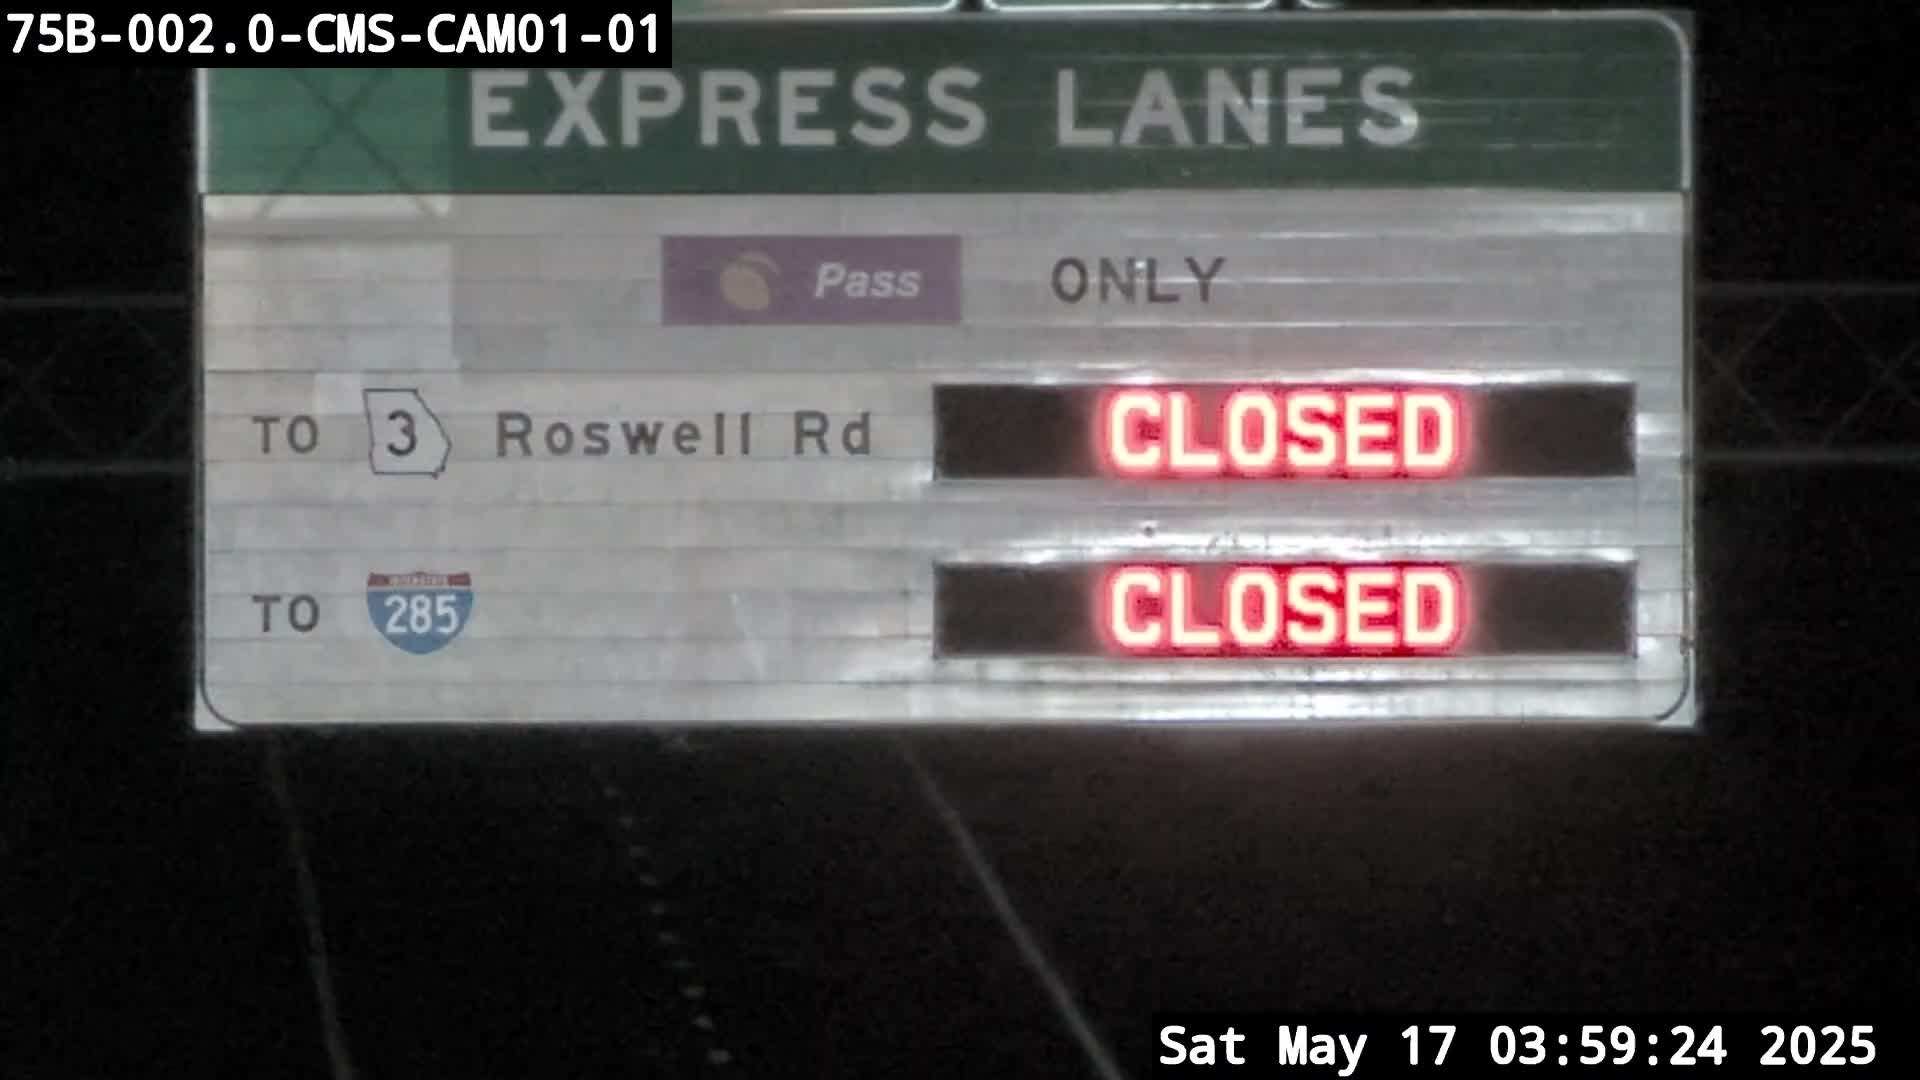 75B-002.0-CMS-CAM01-01
EXPRESS LANES
Pass ONLY
TO 3 Roswell Rd CLOSED
TO INTERSTATE 285 CLOSED
Sat May 17 03:59:24 2025